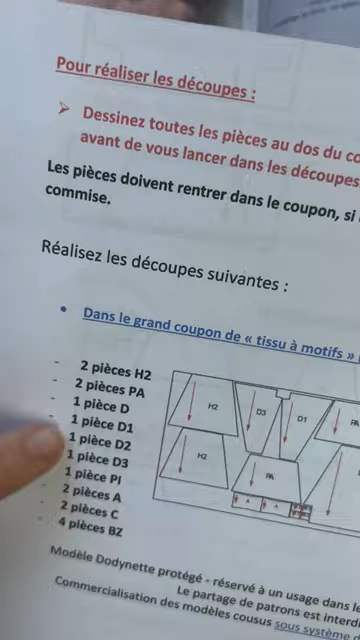 Pour réaliser les découpes :
➢ Dessinez toutes les pièces au dos du
avant de vous lancer dans les découpes
Les pièces doivent rentrer dans le coupon, si
commise.
Réalisez les découpes suivantes :
• Dans le grand coupon de « tissu à motifs »
- 2 pièces H2
- 2 pièces PA
- 1 pièce D
- 1 pièce D1
1 pièce D2
1 pièce D3
- 1 pièce PI
- 2 pièces A
- 2 pièces C
- 4 pièces BZ
H2
D3
D1
PA
H2
PA
A
A
Modèle Dodynette protégé - réservé à un usage dans le
Le partage de patrons est
Commercialisation des modèles cousus sous système